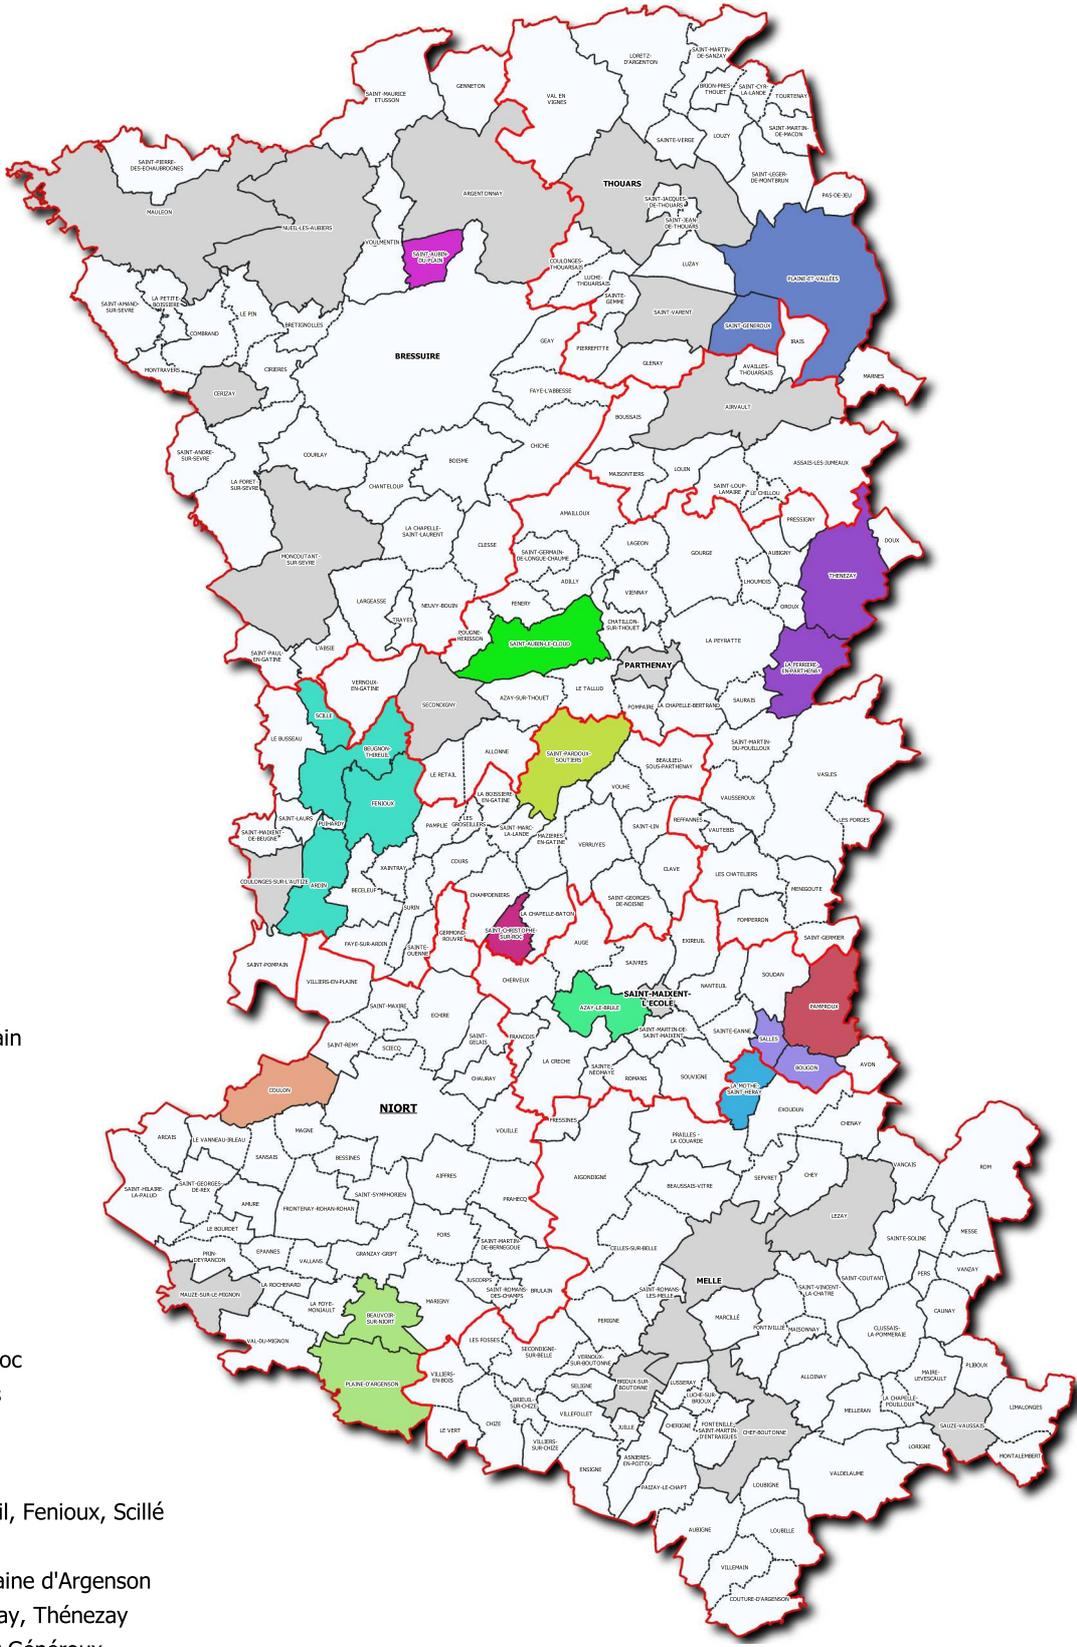 LORETZ-
D'ARGENTON
SAINT-MARTIN-
DE-SANZAY
GENNETON
SAINT-MAURICE
ETUSSON
VAL EN
VIGNES
BRION-PRES-
THOUET
SAINT-CYR-
LA-LANDE
TOURTENAY
SAINT-MARTIN-
DE-MACON
LOUZY
SAINTE-VERGE
SAINT-LEGER-
DE-MONTBRUN
SAINT-PIERRE-
DES-ECHAUBROGNES
THOUARS
ARGENTONNAY
PAS-DE-JEU
SAINT-JACQUES-
DE-THOUARS
MAULEON
SAINT-JEAN-
DE-THOUARS
NUEIL-LES-AUBIERS
VOULMENTIN
SAINT-AUBIN-
DU-PLAIN
COULONGES-
THOUARSAIS
LUZAY
PLAINE-ET-VALLÉES
LUCHE-
THOUARSAIS
SAINTE-
GEMME
SAINT-VARENT
SAINT-GENEROUX
SAINT-AMAND-
SUR-SEVRE
LA PETITE-
BOISSIERE
LE PIN
BRETIGNOLLES
COMBRAND
GEAY
PIERREFITTE
IRAIS
BRESSUIRE
GLENAY
AVAILLES-
THOUARSAIS
MARNES
MONTRAVERS
CIRIERES
CERIZAY
FAYE-L'ABBESSE
AIRVAULT
BOUSSAIS
CHICHE
SAINT-ANDRE-
SUR-SEVRE
COURLAY
BOISME
ASSAIS-LES-JUMEAUX
MAISONTIERS
LOUIN
LA FORET-
SUR-SEVRE
CHANTELOUP
SAINT-LOUP-
LAMAIRE
LE CHILLOU
AMAILLOUX
PRESSIGNY
LA CHAPELLE-
SAINT-LAURENT
CLESSE
LAGEON
GOURGE
AUBIGNY
DOUX
MONCOUTANT-
SUR-SEVRE
SAINT-GERMAIN-
DE-LONGUE-CHAUME
ADILLY
LHOUMOIS
THENEZAY
VIENNAY
LARGEASSE
TRAYES
NEUVY-BOUIN
FENERY
OROUX
CHATILLON-
SUR-THOUET
POUGNE-
HERISSON
SAINT-AUBIN-LE-CLOUD
LA PEYRATTE
L'ABSIE
SAINT-PAUL-
EN-GATINE
PARTHENAY
LA FERRIERE-
EN-PARTHENAY
VERNOUX-
EN-GATINE
LE TALLUD
AZAY-SUR-THOUET
SECONDIGNY
POMPAIRE
LA CHAPELLE-BERTRAND
SAURAIS
SCILLE
LE BUSSEAU
BEUGNON-
THIREUIL
ALLONNE
SAINT-PARDOUX-
SOUTIERS
SAINT-MARTIN-
DU-FOUILLOUX
BEAULIEU-
SOUS-PARTHENAY
LE RETAIL
VASLES
VOUHE
LA BOISSIERE-
EN-GATINE
VAUSSEROUX
FENIOUX
SAINT-LAURS
PUIHARDY
PAMPLIE
LES
GROSEILLERS
SAINT-MARC-
LA-LANDE
SAINT-LIN
REFFANNES
LES FORGES
VAUTEBIS
SAINT-MAIXENT-
DE-BEUGNE
MAZIERES-
EN-GATINE
VERRUYES
COURS
XAINTRAY
CLAVE
LES CHATELIERS
COULONGES-SUR-L'AUTIZE
ARDIN
BECELEUF
MENIGOUTE
CHAMPDENIERS
SAINT-GEORGES-
DE-NOISNE
SURIN
LA CHAPELLE-BATON
FOMPERRON
GERMOND-
ROUVRE
SAINT-CHRISTOPHE-
SUR-ROC
SAINT-GERMIER
FAYE-SUR-ARDIN
SAINTE-
OUENNE
AUGE
EXIREUIL
SAINT-POMPAIN
SAIVRES
SOUDAN
VILLIERS-EN-PLAINE
CHERVEUX
NANTEUIL
SAINT-MAIXENT-
L'ECOLE
SAINT-MAXIRE
AZAY-LE-BRULE
PAMPROUX
ECHIRE
SAINT-MARTIN-DE-
SAINT-MAIXENT
SAINTE-EANNE
SALLES
SAINT-REMY
SCIECQ
SAINT-
GELAIS
FRANCOIS
LA CRECHE
SAINTE-
NEOMAYE
ROMANS
SOUVIGNE
BOUGON
AVON
CHAURAY
COULON
LA MOTHE-
SAINT-HERAY
NIORT
EXOUDUN
FRESSINES
CHENAY
ARCAIS
LE VANNEAU-IRLEAU
MAGNE
VOUILLE
PRAILLES -
LA COUARDE
SANSAIS
BESSINES
VANCAIS
ROM
AIFFRES
AIGONDIGNÉ
SEPVRET
CHEY
SAINT-HILAIRE-
LA-PALUD
SAINT-GEORGES-
DE-REX
BEAUSSAIS-VITRE
SAINT-SYMPHORIEN
PRAHECQ
AMURE
FRONTENAY-ROHAN-ROHAN
LEZAY
LE BOURDET
FORS
SAINTE-SOLINE
MESSE
SAINT-MARTIN-
DE-BERNEGOUE
CELLES-SUR-BELLE
PRIN-
DEYRANCON
EPANNES
VALLANS
GRANZAY-GRIPT
VANZAY
PERS
MELLE
JUSCORPS
SAINT-COUTANT
LA ROCHENARD
SAINT-ROMANS-
DES-CHAMPS
BRULAIN
SAINT-ROMANS-
LES-MELLE
SAINT-VINCENT-
LA-CHATRE
MAUZE-SUR-LE-MIGNON
LA FOYE-
MONJAULT
MARIGNY
CAUNAY
BEAUVOIR-
SUR-NIORT
PERIGNE
MARCILLÉ
FONTIVILLIÉ
MAISONNAY
CLUSSAIS-
LA-POMMERAIE
VAL-DU-MIGNON
LES FOSSES
SECONDIGNE-
SUR-BELLE
VERNOUX-
SUR-BOUTONNE
PLIBOUX
VILLIERS-
EN-BOIS
MAIRE-
LEVESCAULT
ALLOINAY
PLAINE-D'ARGENSON
SELIGNE
BRIOUX-SUR-
BOUTONNE
LUSSERAY
LUCHE-SUR-
BRIOUX
BRIEUIL-
SUR-CHIZE
LA CHAPELLE-
POUILLOUX
LIMALONGES
VILLEFOLLET
MELLERAN
CHIZE
JUILLE
CHERIGNE
FONTENILLE-
SAINT-MARTIN-
D'ENTRAIGUES
SAUZE-VAUSSAIS
LE VERT
CHEF-BOUTONNE
VILLIERS-
SUR-CHIZE
LORIGNE
MONTALEMBERT
ASNIERES-
EN-POITOU
ENSIGNE
VALDELAUME
PAIZAY-LE-CHAPT
LOUBIGNE
AUBIGNE
LOUBILLE
VILLEMAIN
COUTURE-D'ARGENSON
ain
oc
s
il, Fenioux, Scillé
aine d'Argenson
ay, Thénezay